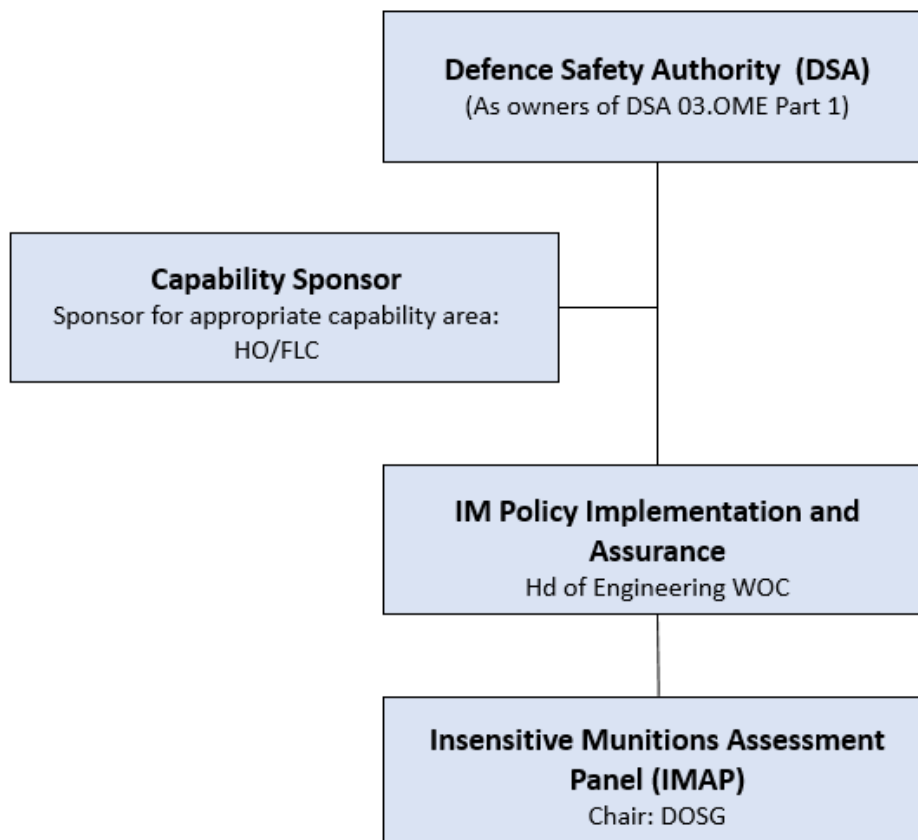 Defence Safety Authority (DSA)
(As owners of DSA 03.OME Part 1)
Capability Sponsor
Sponsor for appropriate capability area:
HO/FLC
IM Policy Implementation and
Assurance
Hd of Engineering WOC
Insensitive Munitions Assessment
Panel (IMAP)
Chair: DOSG